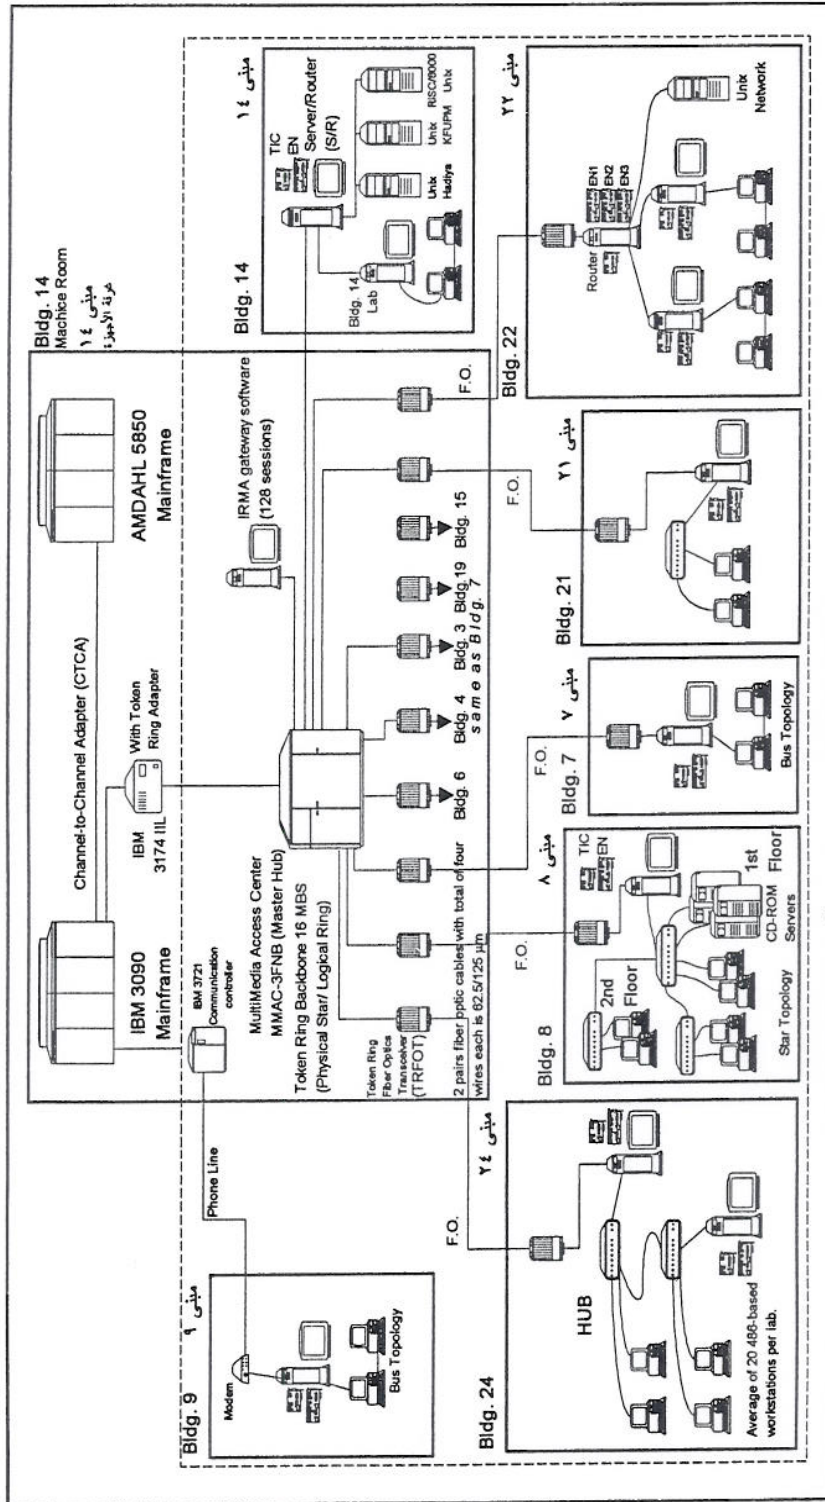 Bldg. 14
Machice Room
مبنى ١٤
غرفة الأجهزة
IBM 3090
Mainframe
AMDAHL 5850
Mainframe
Channel-to-Channel Adapter (CTCA)
IBM
3174 IIL
With Token
Ring Adapter
IBM 3721
Communication
controller
Phone Line
MultiMedia Access Center
MMAC-3FNB (Master Hub)
Token Ring Backbone 16 MBS
(Physical Star/ Logical Ring)
IRMA gateway software
(128 sessions)
Token Ring
Fiber Optics
Transceiver
(TRFOT)
2 pairs fiber optic cables with total of four
wires each is 62.5/125 µm
Bldg. 6
Bldg. 4
Bldg. 3
Bldg. 19
Bldg. 15
same as Bldg. 7
F.O.
F.O.
F.O.
F.O.
F.O.
Bldg. 9
مبنى ٩
Modem
Bus Topology
Bldg. 24
مبنى ٢٤
HUB
Average of 20 486-based
workstations per lab.
Bldg. 8
مبنى ٨
TIC
EN
2nd
Floor
1st
Floor
CD-ROM
Servers
Star Topology
Bldg. 7
مبنى ٧
Bus Topology
Bldg. 21
مبنى ٢١
Bldg. 22
مبنى ٢٢
Router
EN1
EN2
EN3
Unix
Network
Bldg. 14
مبنى ١٤
TIC
EN
Server/Router
(S/R)
Bldg. 14
Lab
Unix
Hadiya
Unix
KFUPM
RISC/6000
Unix